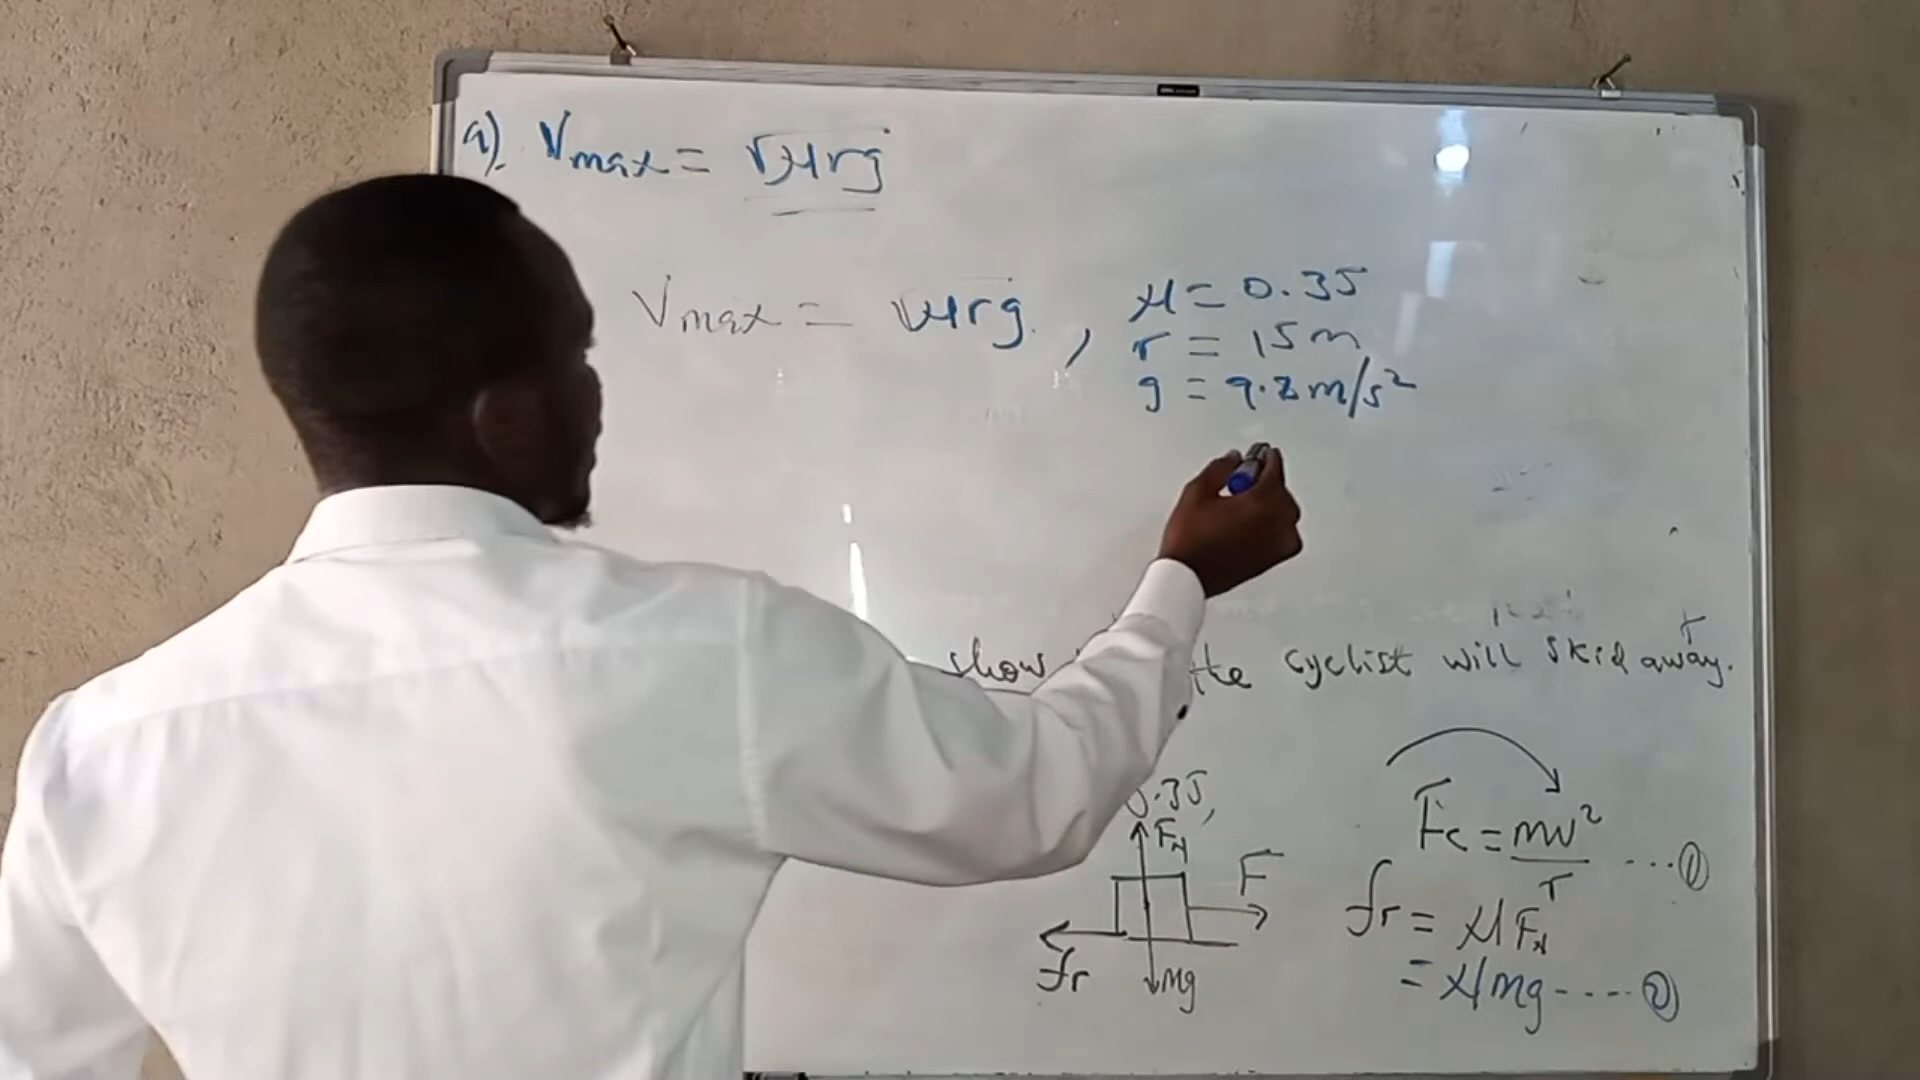 a). Vmax = √μrg
Vmax = √μrg. , μ = 0.35
r = 15m
g = 9.8m/s²
show the cyclist will skid away.
0.35,
FN
F
fr
mg
Fc = mv²/r ....①
fr = μFN
= μmg-....②